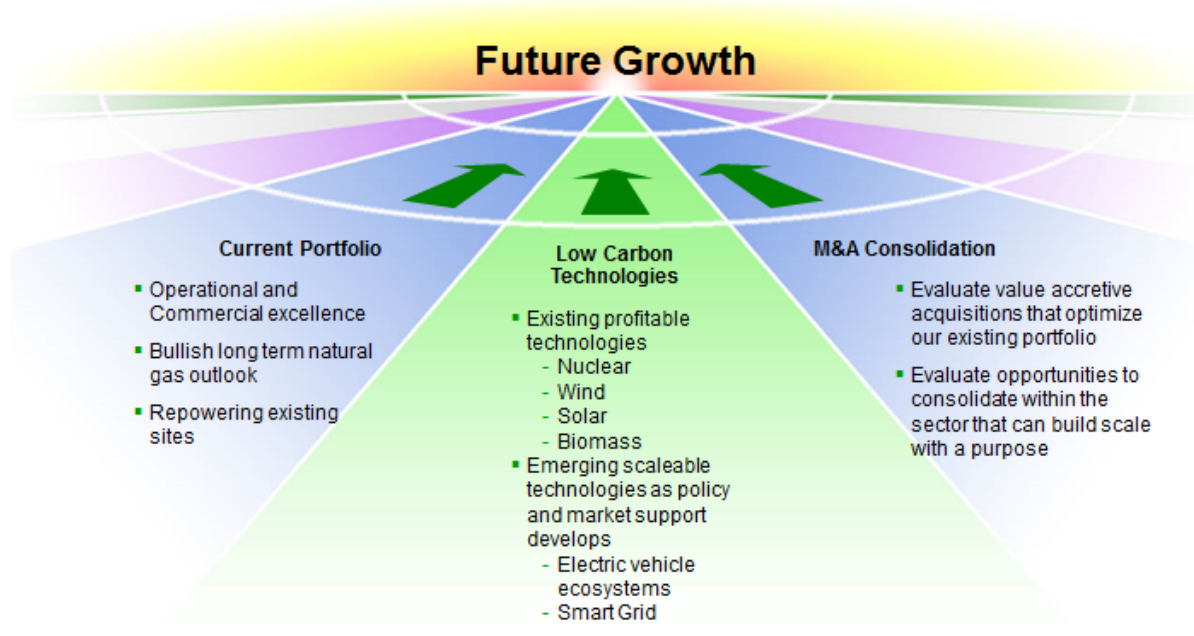 Future Growth
Current Portfolio
▪ Operational and
Commercial excellence
▪ Bullish long term natural
gas outlook
▪ Repowering existing
sites
Low Carbon
Technologies
▪ Existing profitable
technologies
- Nuclear
- Wind
- Solar
- Biomass
▪ Emerging scaleable
technologies as policy
and market support
develops
- Electric vehicle
ecosystems
- Smart Grid
M&A Consolidation
▪ Evaluate value accretive
acquisitions that optimize
our existing portfolio
▪ Evaluate opportunities to
consolidate within the
sector that can build scale
with a purpose